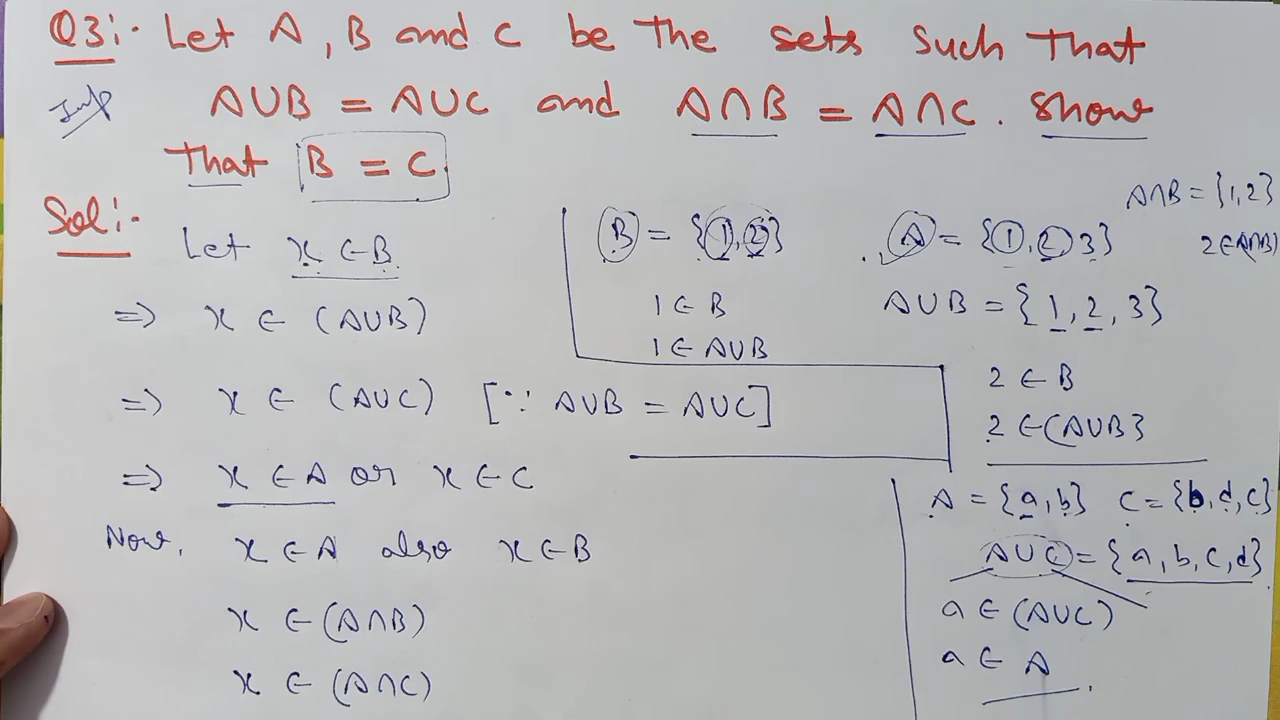 Q3:- Let A, B and C be the sets such that
Imp
A∪B = A∪C and A∩B = A∩C. Show
that B = C.
Sol:-
Let x ∈ B
⇒ x ∈ (A∪B)
⇒ x ∈ (A∪C) [∵ A∪B = A∪C]
⇒ x ∈ A or x ∈ C
Now, x ∈ A also x ∈ B
x ∈ (A∩B)
x ∈ (A∩C)
B = {1,2}
1 ∈ B
1 ∈ A∪B
A∩B = {1,2}
A = {1,2,3}
2 ∈ (A∩B)
A∪B = {1,2,3}
2 ∈ B
2 ∈ (A∪B}
A = {a,b} C = {b,d,c}
A∪C = {a,b,c,d}
a ∈ (A∪C)
a ∈ A